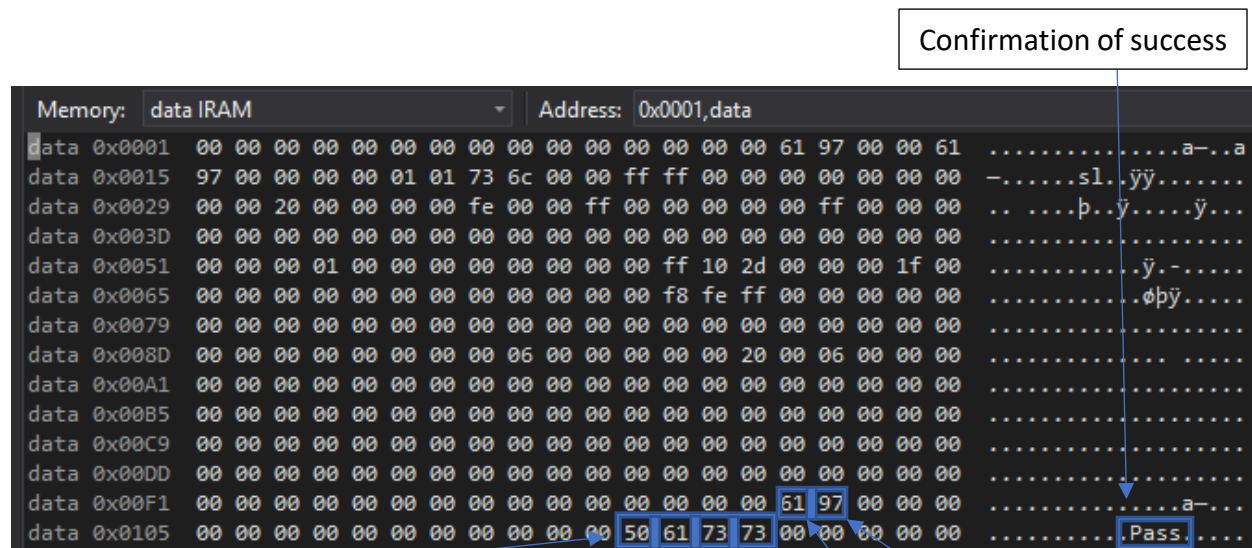 Confirmation of success
Memory: data IRAM Address: 0x0001,data
data 0x0001 00 00 00 00 00 00 00 00 00 00 00 00 00 00 00 61 97 00 00 61 ...............a—..a
data 0x0015 97 00 00 00 00 01 01 73 6c 00 00 ff ff 00 00 00 00 00 00 00 —......sl..ÿÿ.......
data 0x0029 00 00 20 00 00 00 00 fe 00 00 ff 00 00 00 00 00 ff 00 00 00 .. ....þ..ÿ.....ÿ...
data 0x003D 00 00 00 00 00 00 00 00 00 00 00 00 00 00 00 00 00 00 00 00 ....................
data 0x0051 00 00 00 01 00 00 00 00 00 00 00 00 ff 10 2d 00 00 00 1f 00 ............ÿ.-.....
data 0x0065 00 00 00 00 00 00 00 00 00 00 00 00 f8 fe ff 00 00 00 00 00 ............øþÿ.....
data 0x0079 00 00 00 00 00 00 00 00 00 00 00 00 00 00 00 00 00 00 00 00 ....................
data 0x008D 00 00 00 00 00 00 00 00 06 00 00 00 00 00 20 00 06 00 00 00 .............. .....
data 0x00A1 00 00 00 00 00 00 00 00 00 00 00 00 00 00 00 00 00 00 00 00 ....................
data 0x00B5 00 00 00 00 00 00 00 00 00 00 00 00 00 00 00 00 00 00 00 00 ....................
data 0x00C9 00 00 00 00 00 00 00 00 00 00 00 00 00 00 00 00 00 00 00 00 ....................
data 0x00DD 00 00 00 00 00 00 00 00 00 00 00 00 00 00 00 00 00 00 00 00 ....................
data 0x00F1 00 00 00 00 00 00 00 00 00 00 00 00 00 00 00 61 97 00 00 00 ...............a—...
data 0x0105 00 00 00 00 00 00 00 00 00 00 00 50 61 73 73 00 00 00 00 00 ...........Pass.....